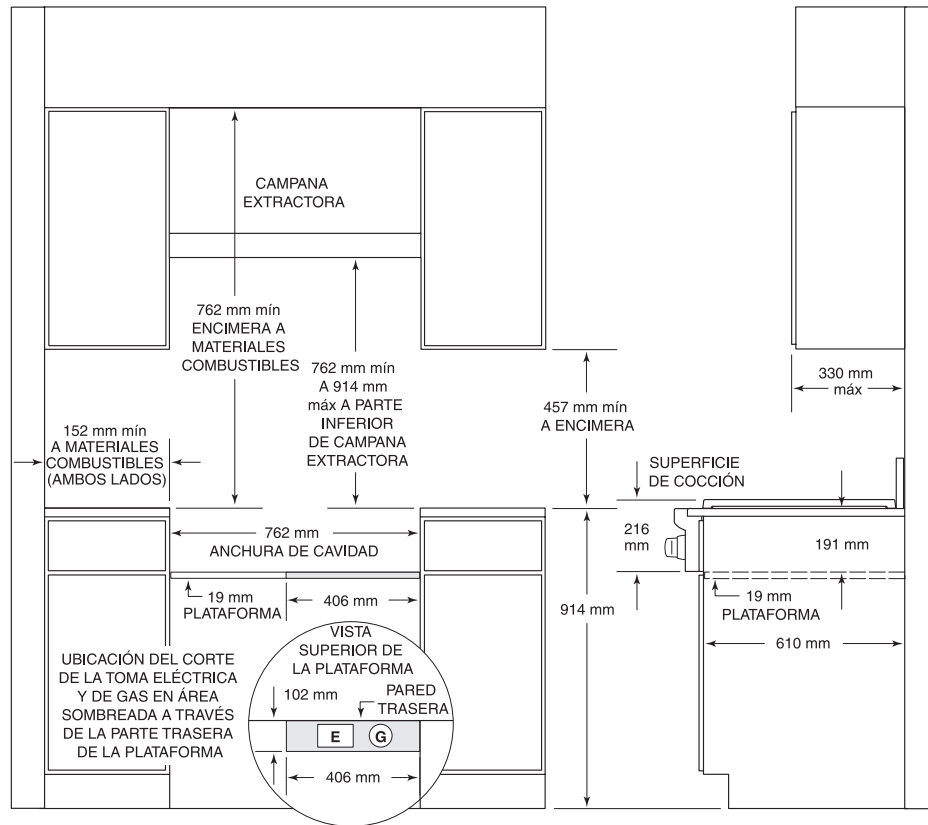 CAMPANA
EXTRACTORA
762 mm mín
ENCIMERA A
MATERIALES
COMBUSTIBLES
762 mm mín
A 914 mm
máx A PARTE
INFERIOR
DE CAMPANA
EXTRACTORA
330 mm
máx
457 mm mín
A ENCIMERA
152 mm mín
A MATERIALES
COMBUSTIBLES
(AMBOS LADOS)
SUPERFICIE
DE COCCIÓN
762 mm
ANCHURA DE CAVIDAD
216
mm
191 mm
19 mm
PLATAFORMA
406 mm
914 mm
19 mm
PLATAFORMA
610 mm
UBICACIÓN DEL CORTE
DE LA TOMA ELÉCTRICA
Y DE GAS EN ÁREA
SOMBREADA A TRAVÉS
DE LA PARTE TRASERA
DE LA PLATAFORMA
VISTA
SUPERIOR DE
LA PLATAFORMA
102 mm
PARED
TRASERA
E
G
406 mm